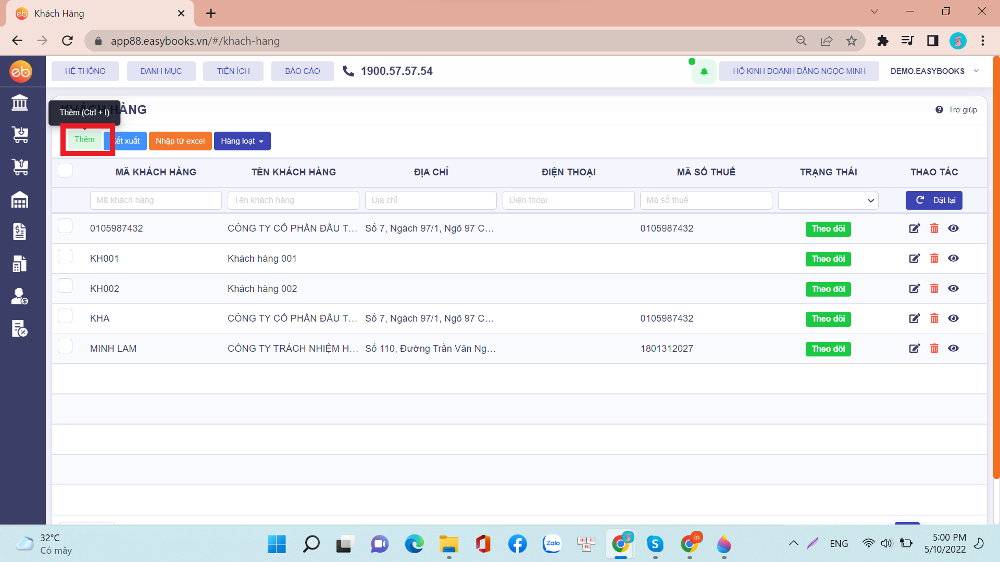 Khách Hàng
app88.easybooks.vn/#/khach-hang
eb
HỆ THỐNG
DANH MỤC
TIỆN ÍCH
BÁO CÁO
1900.57.57.54
HỘ KINH DOANH ĐẶNG NGỌC MINH
DEMO.EASYBOOKS
KHÁCH HÀNG
Thêm (Ctrl + I)
Trợ giúp
Thêm
Kết xuất
Nhập từ excel
Hàng loạt
MÃ KHÁCH HÀNG
TÊN KHÁCH HÀNG
ĐỊA CHỈ
ĐIỆN THOẠI
MÃ SỐ THUẾ
TRẠNG THÁI
THAO TÁC
Mã khách hàng
Tên khách hàng
Địa chỉ
Điện thoại
Mã số thuế
Đặt lại
0105987432
CÔNG TY CỔ PHẦN ĐẦU T...
Số 7, Ngách 97/1, Ngõ 97 C...
0105987432
Theo dõi
KH001
Khách hàng 001
Theo dõi
KH002
Khách hàng 002
Theo dõi
KHA
CÔNG TY CỔ PHẦN ĐẦU T...
Số 7, Ngách 97/1, Ngõ 97 C...
0105987432
Theo dõi
MINH LAM
CÔNG TY TRÁCH NHIỆM H...
Số 110, Đường Trần Văn Ng...
1801312027
Theo dõi
32°C
Có mây
Zalo
ENG
5:00 PM
5/10/2022